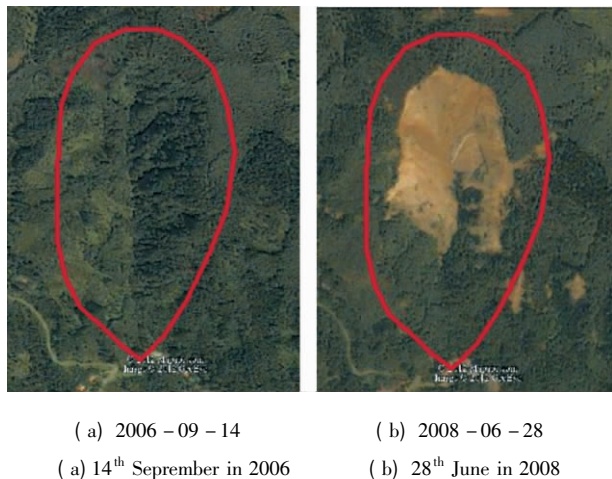 ( a) 2006 – 09 – 14
( b) 2008 – 06 – 28
( a) 14th Seprember in 2006
( b) 28th June in 2008